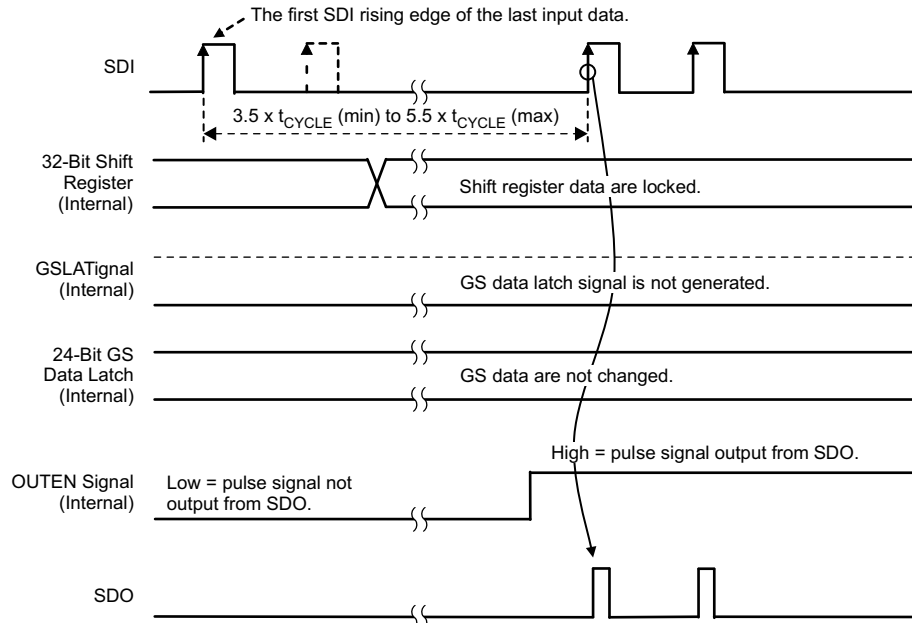 The first SDI rising edge of the last input data.
SDI
3.5 x tCYCLE (min) to 5.5 x tCYCLE (max)
32-Bit Shift
Register
(Internal)
Shift register data are locked.
GSLATignal
(Internal)
GS data latch signal is not generated.
24-Bit GS
Data Latch
(Internal)
GS data are not changed.
High = pulse signal output from SDO.
OUTEN Signal
(Internal)
Low = pulse signal not
output from SDO.
SDO